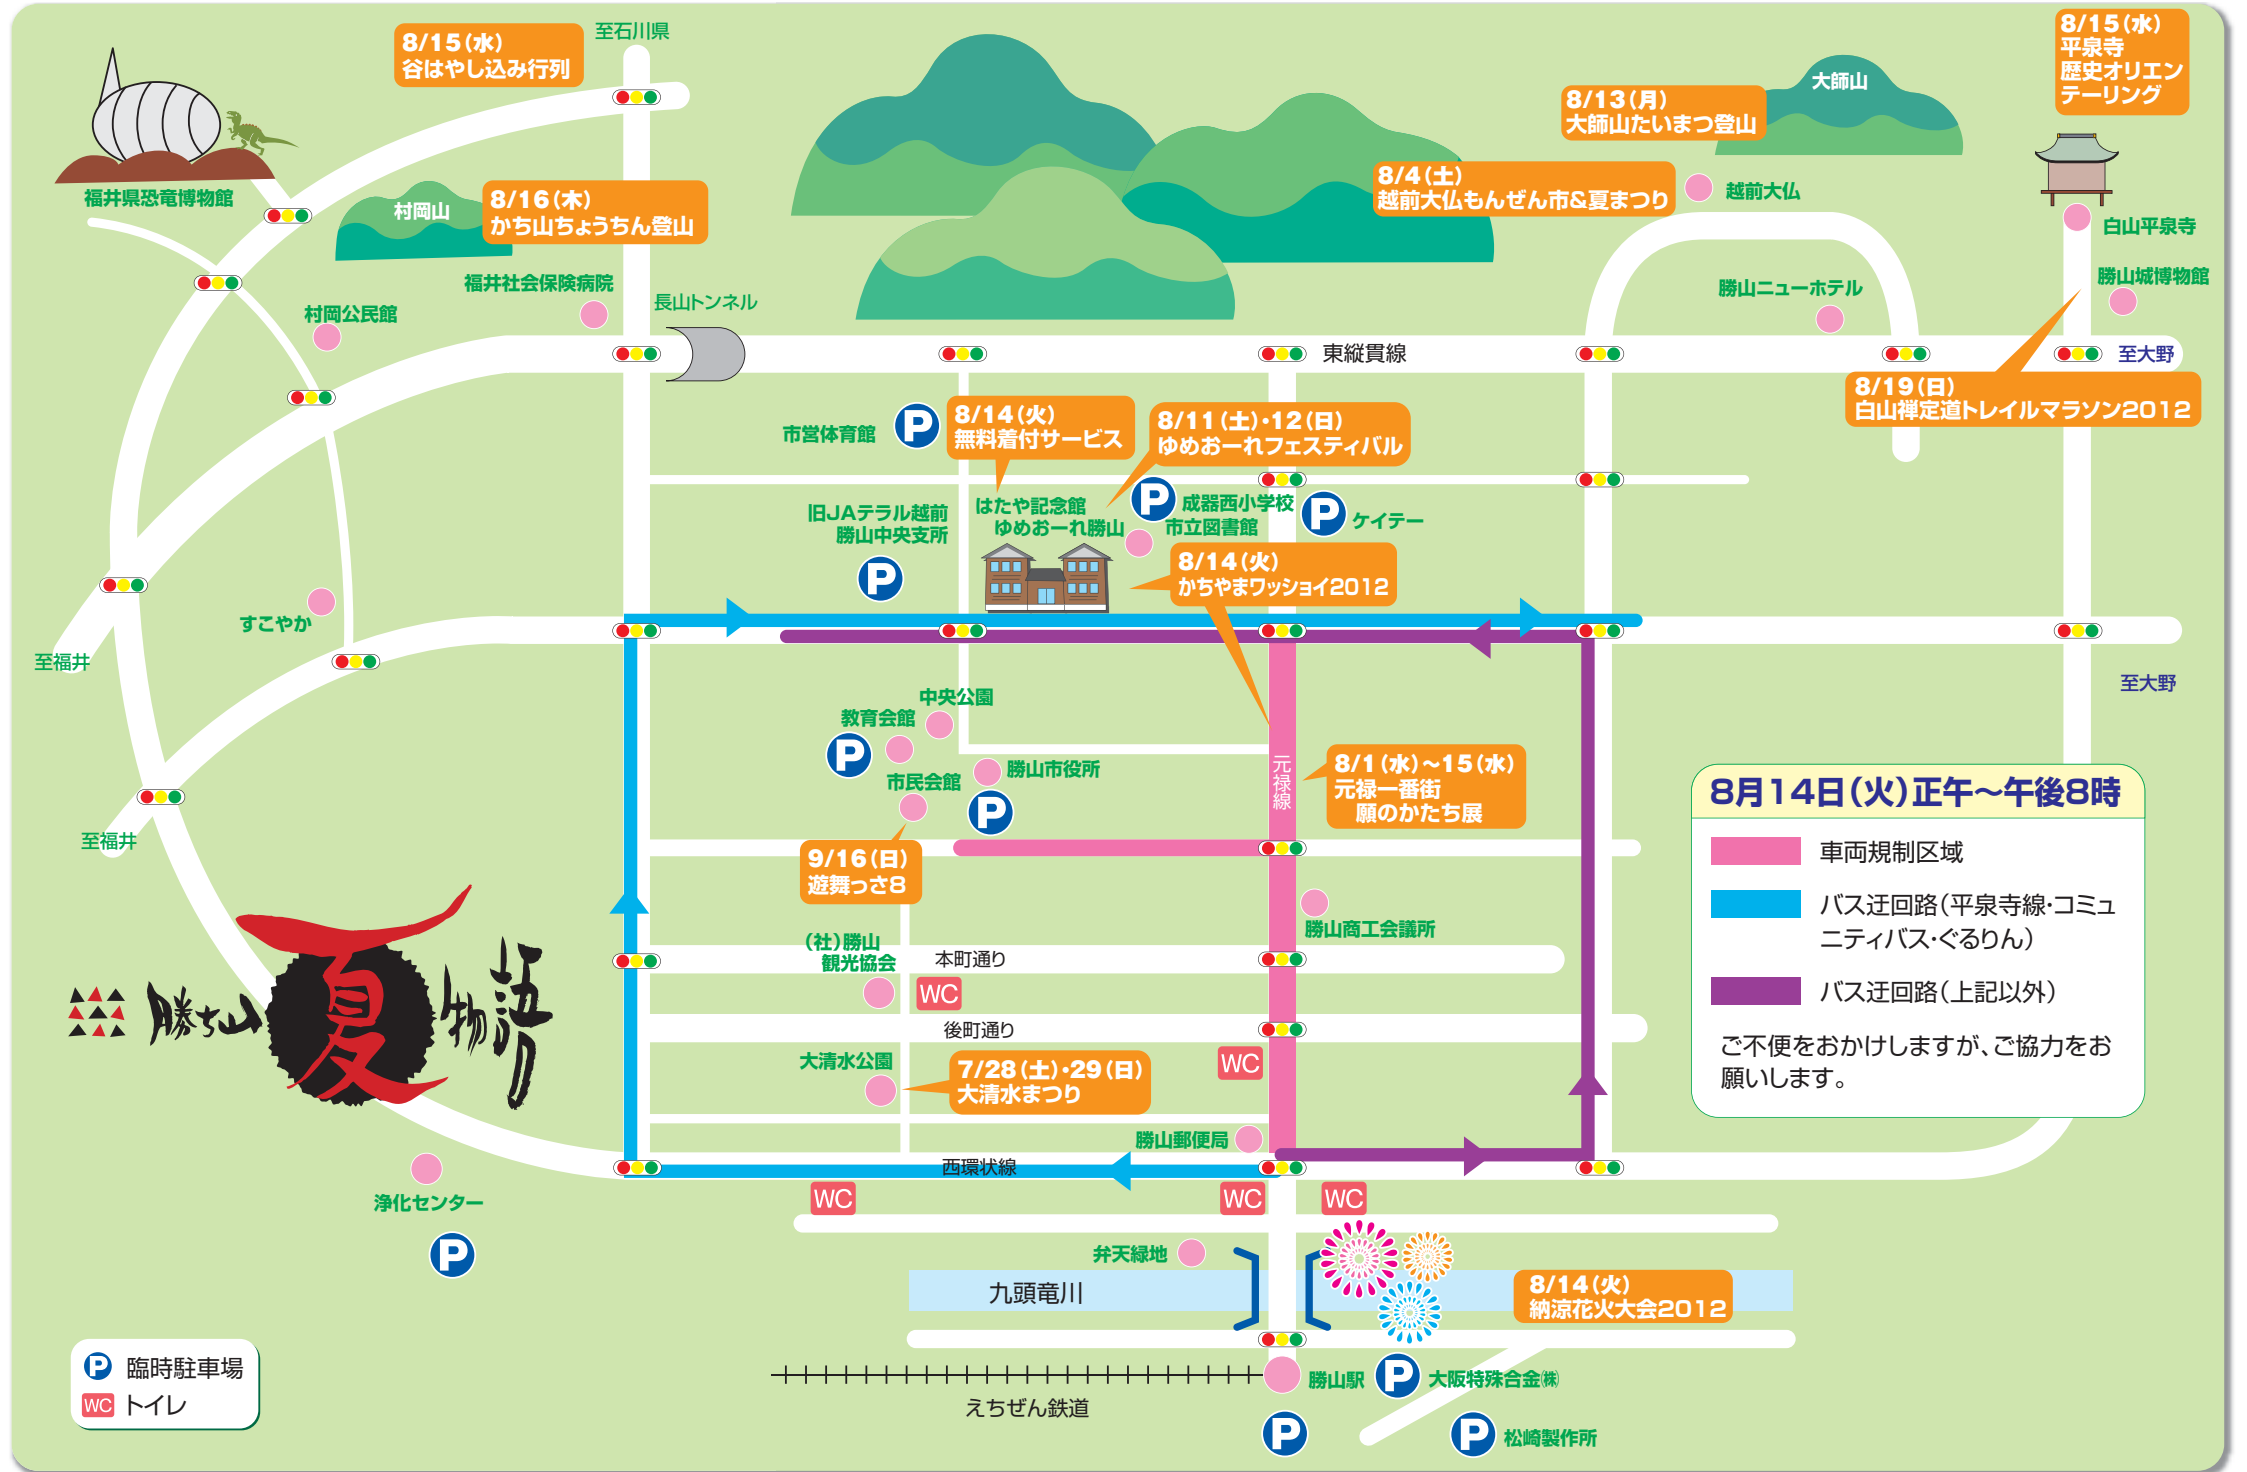 至石川県
8/15(水)
谷はやし込み行列
8/15(水)
平泉寺
歴史オリエン
テーリング
大師山
8/13(月)
大師山たいまつ登山
8/4(土)
越前大仏もんぜん市&夏まつり
越前大仏
福井県恐竜博物館
村岡山
8/16(木)
かち山ちょうちん登山
白山平泉寺
勝山城博物館
福井社会保険病院
長山トンネル
村岡公民館
勝山ニューホテル
東縦貫線
至大野
8/19(日)
白山禅定道トレイルマラソン2012
市営体育館
P
8/14(火)
無料着付サービス
8/11(土)・12(日)
ゆめおーれフェスティバル
旧JAテラル越前
勝山中央支所
P
はたや記念館
ゆめおーれ勝山
P
成器西小学校
市立図書館
P
ケイテー
8/14(火)
かちやまワッショイ2012
すこやか
至福井
至大野
中央公園
教育会館
P
市民会館
勝山市役所
P
元禄線
8/1(水)～15(水)
元禄一番街
願のかたち展
至福井
9/16(日)
遊舞っさ8
勝山商工会議所
(社)勝山
観光協会
本町通り
WC
後町通り
WC
大清水公園
7/28(土)・29(日)
大清水まつり
勝山郵便局
西環状線
WC
WC
WC
勝ち山
夏
物語
浄化センター
P
8月14日(火)正午～午後8時
車両規制区域
バス迂回路(平泉寺線・コミュ
ニティバス・ぐるりん)
バス迂回路(上記以外)
ご不便をおかけしますが、ご協力をお
願いします。
弁天緑地
九頭竜川
8/14(火)
納涼花火大会2012
えちぜん鉄道
勝山駅
P
P
大阪特殊合金㈱
P
松崎製作所
P
臨時駐車場
WC
トイレ